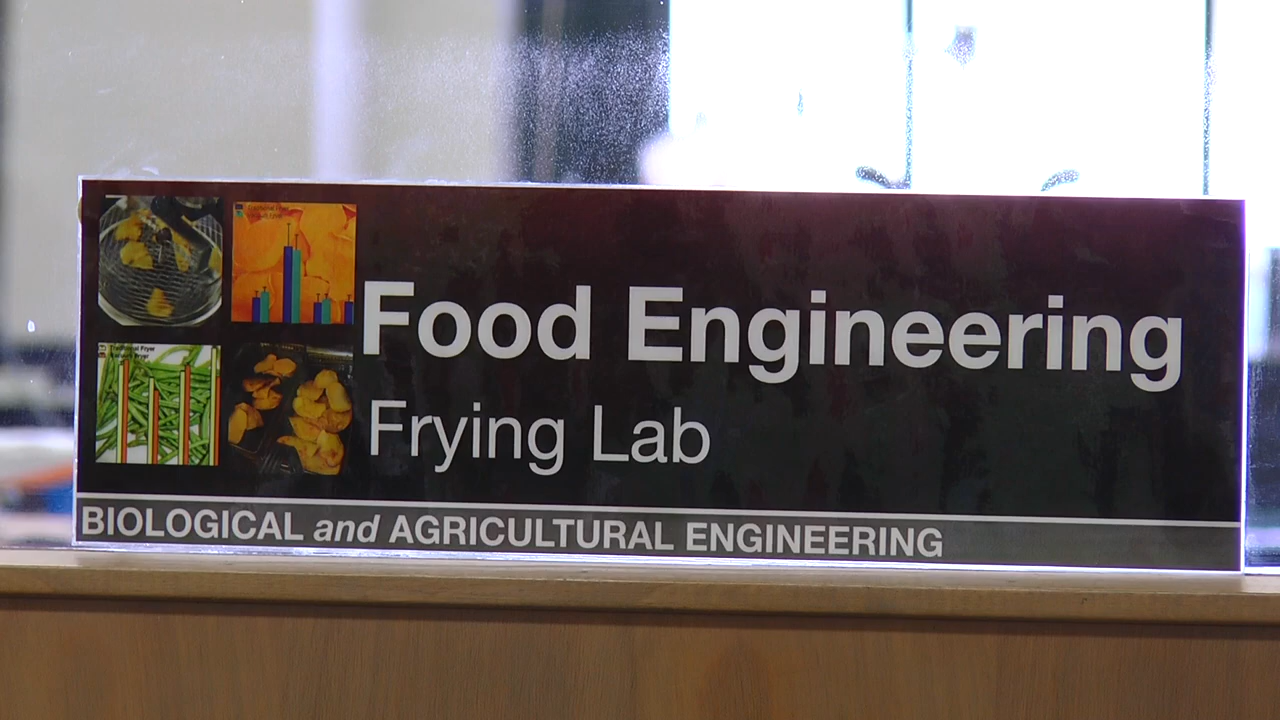 Food Engineering
Frying Lab
BIOLOGICAL and AGRICULTURAL ENGINEERING